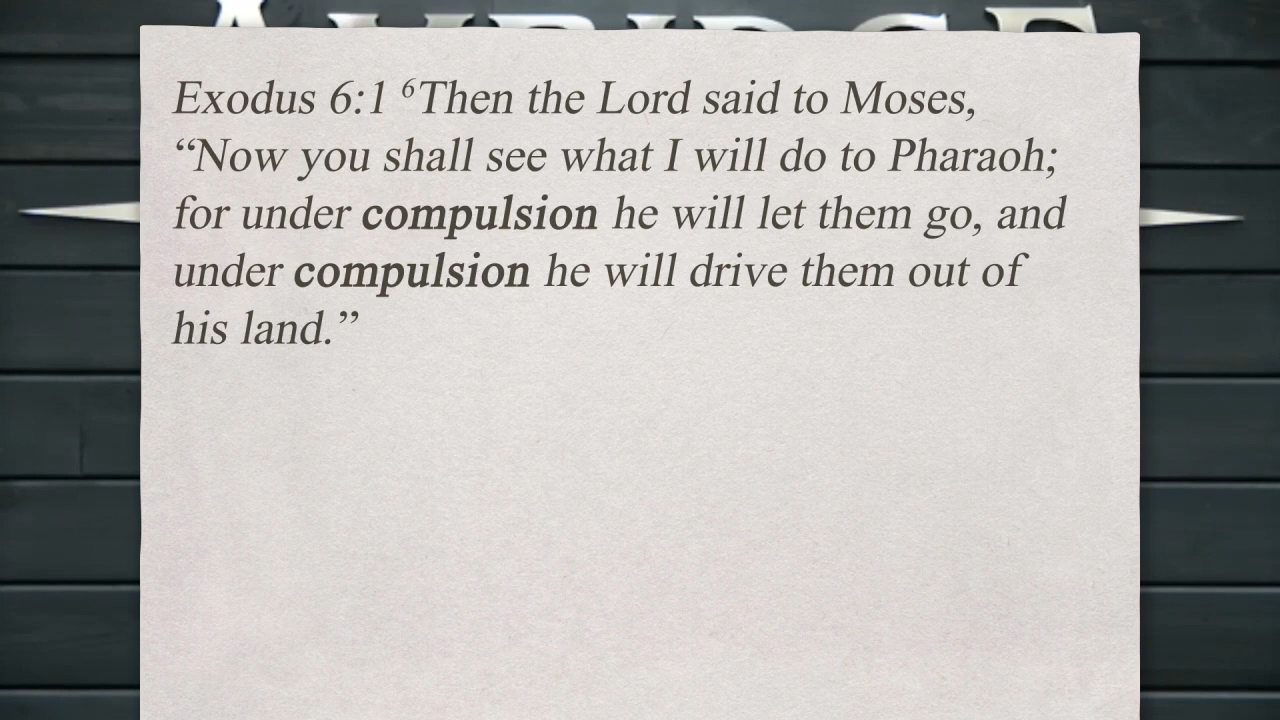 Exodus 6:1 ⁶Then the Lord said to Moses,
“Now you shall see what I will do to Pharaoh;
for under compulsion he will let them go, and
under compulsion he will drive them out of
his land.”